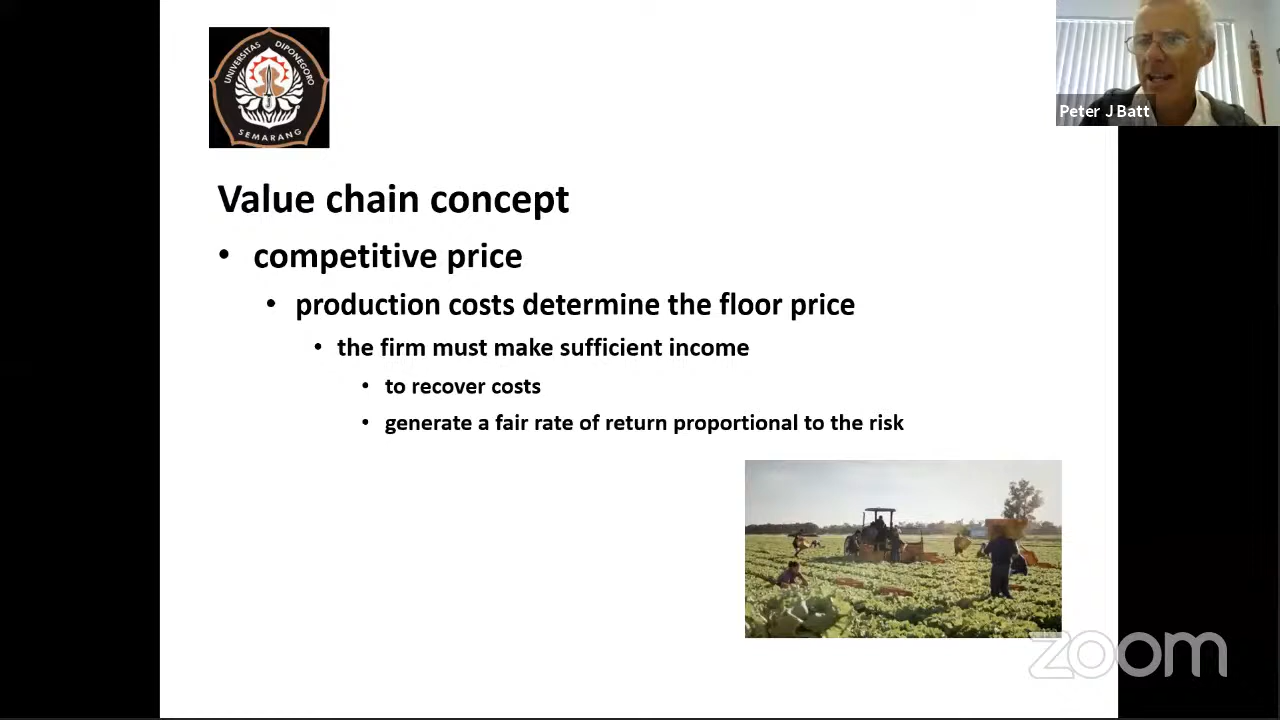 UNIVERSITAS DIPONEGORO
SEMARANG
Peter J Batt
Value chain concept
• competitive price
• production costs determine the floor price
• the firm must make sufficient income
• to recover costs
• generate a fair rate of return proportional to the risk
zoom